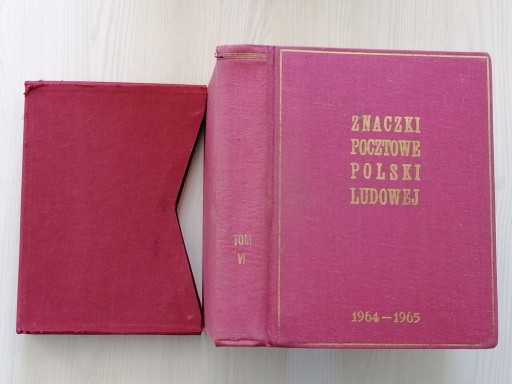 TOM
VI
ZNACZKI
POCZTOWE
POLSKI
LUDOWEJ
1964—1965